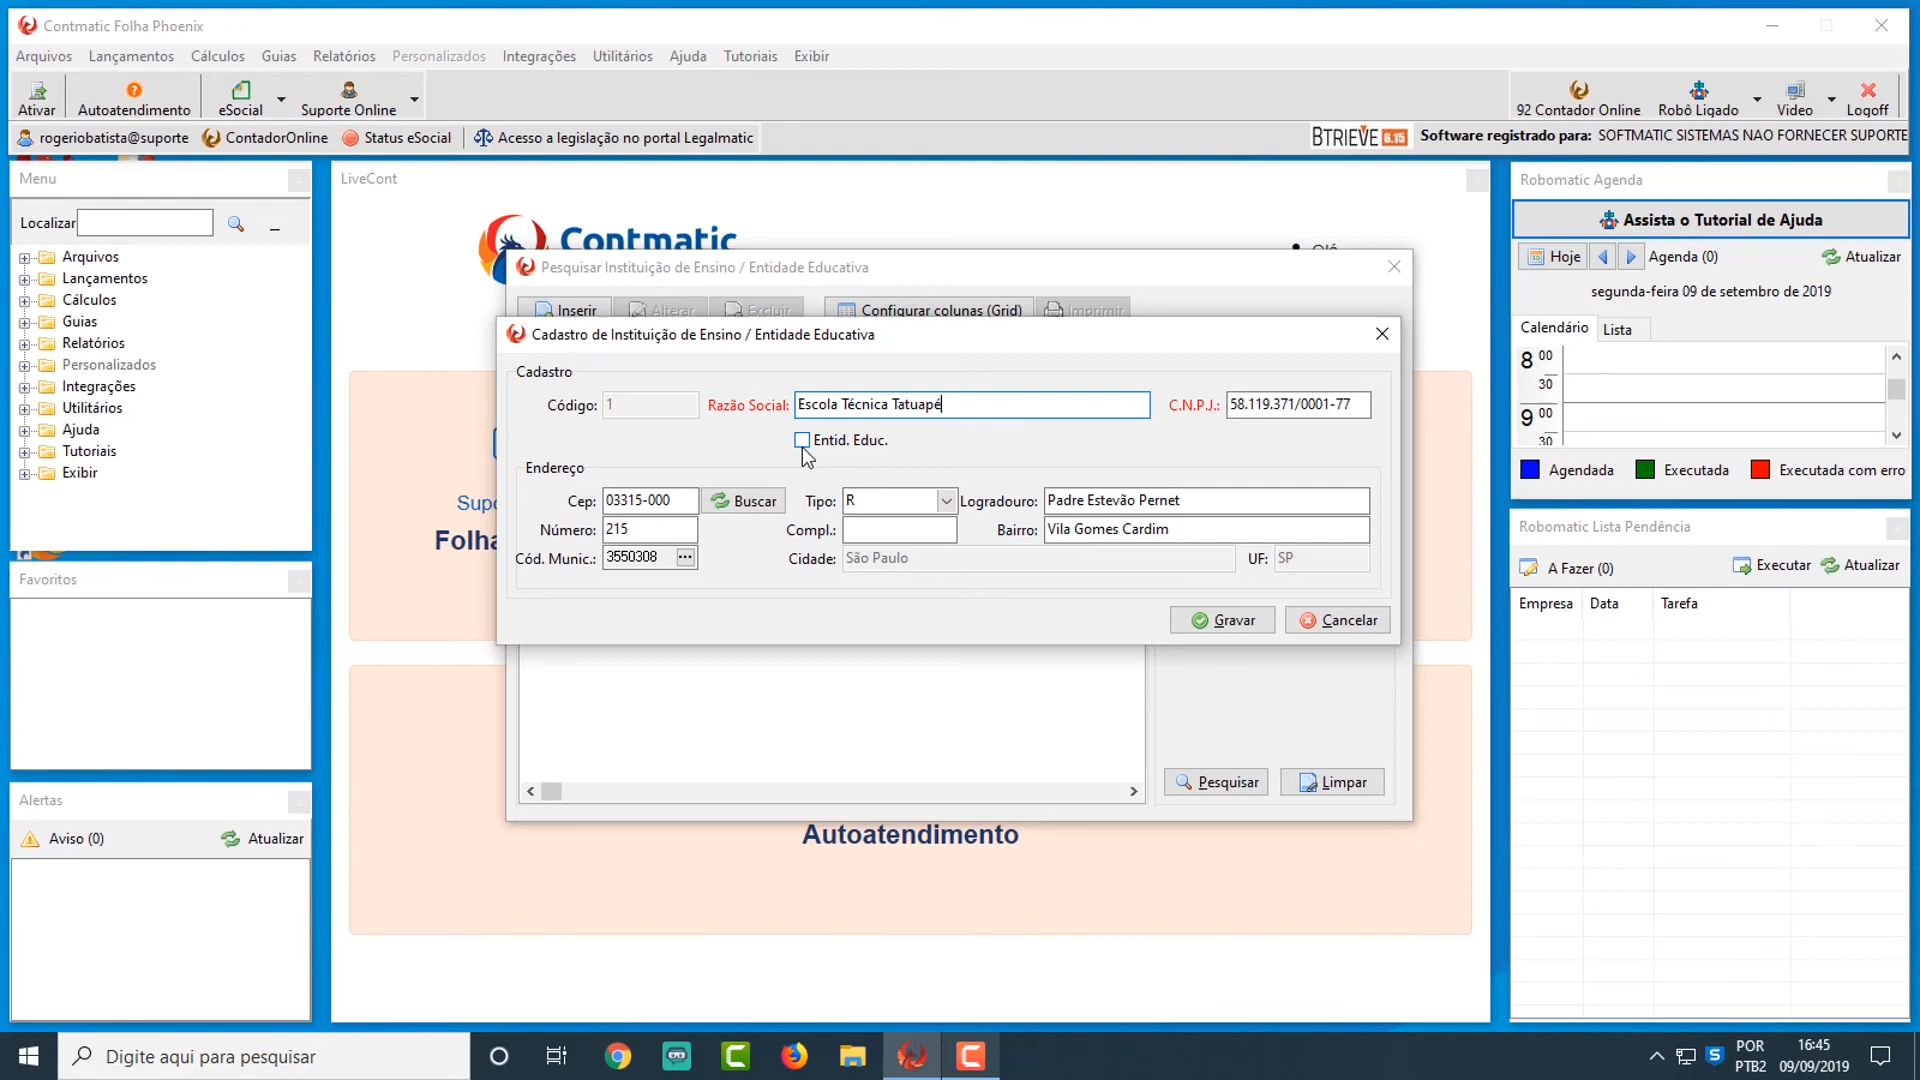 Contmatic Folha Phoenix
Arquivos Lançamentos Cálculos Guias Relatórios Personalizados Integrações Utilitários Ajuda Tutoriais Exibir
Ativar Autoatendimento eSocial Suporte Online 92 Contador Online Robô Ligado Video Logoff
rogeriobatista@suporte ContadorOnline Status eSocial Acesso a legislação no portal Legalmatic BTRIEVE 6.15 Software registrado para: SOFTMATIC SISTEMAS NAO FORNECER SUPORTE
Menu
Localizar
Arquivos
Lançamentos
Cálculos
Guias
Relatórios
Personalizados
Integrações
Utilitários
Ajuda
Tutoriais
Exibir
Favoritos
Alertas
Aviso (0) Atualizar
LiveCont
Contmatic
Olá
Supo
Folha
Autoatendimento
Pesquisar Instituição de Ensino / Entidade Educativa
Inserir Alterar Excluir Configurar colunas (Grid) Imprimir
Cadastro de Instituição de Ensino / Entidade Educativa
Cadastro
Código: 1 Razão Social: Escola Técnica Tatuapé C.N.P.J.: 58.119.371/0001-77
Entid. Educ.
Endereço
Cep: 03315-000 Buscar Tipo: R Logradouro: Padre Estevão Pernet
Número: 215 Compl.: Bairro: Vila Gomes Cardim
Cód. Munic.: 3550308 ... Cidade: São Paulo UF: SP
Gravar Cancelar
Pesquisar Limpar
Robomatic Agenda
Assista o Tutorial de Ajuda
Hoje Agenda (0) Atualizar
segunda-feira 09 de setembro de 2019
Calendário Lista
8 00
30
9 00
30
Agendada Executada Executada com erro
Robomatic Lista Pendência
A Fazer (0) Executar Atualizar
Empresa Data Tarefa
Digite aqui para pesquisar
POR 16:45
PTB2 09/09/2019